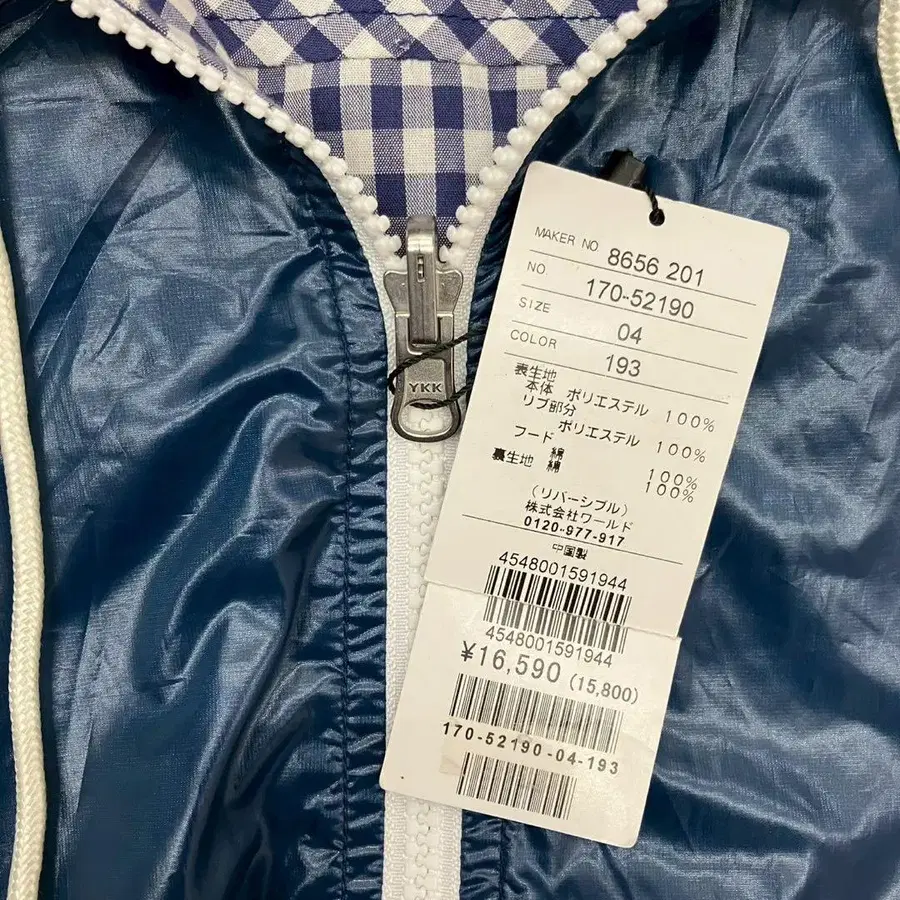 MAKER NO 8656 201
NO. 170-52190
SIZE 04
COLOR 193
表生地
本体 ポリエステル 100%
リブ部分
ポリエステル 100%
フード 綿 100%
裏生地 綿 100%
(リバーシブル)
株式会社ワールド
0120-977-917
中国製
4548001591944
4548001591944
¥16,590 (15,800)
170-52190-04-193
YKK